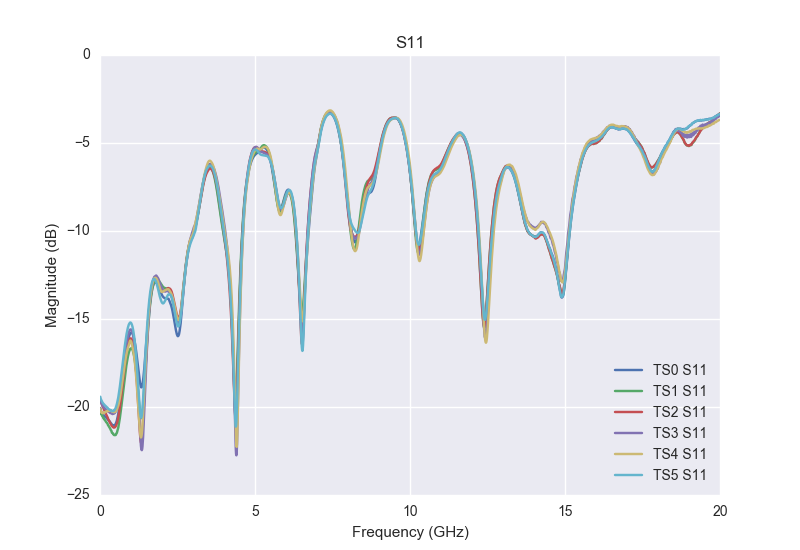 S11
0
−5
−10
−15
−20
−25
Magnitude (dB)
TS0 S11
TS1 S11
TS2 S11
TS3 S11
TS4 S11
TS5 S11
0 5 10 15 20
Frequency (GHz)